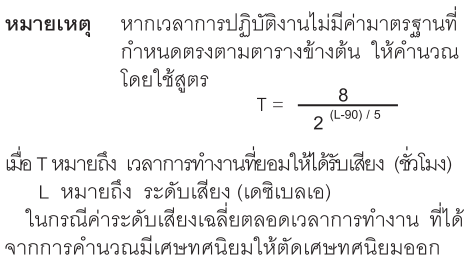 หมายเหตุ หากเวลาการปฏิบัติงานไม่มีค่ามาตรฐานที่
กำหนดตรงตามตารางข้างต้น ให้คำนวณ
โดยใช้สูตร
T = 8
2 (L-90) / 5
เมื่อ T หมายถึง เวลาการทำงานที่ยอมให้ได้รับเสียง (ชั่วโมง)
L หมายถึง ระดับเสียง (เดซิเบลเอ)
ในกรณีค่าระดับเสียงเฉลี่ยตลอดเวลาการทำงาน ที่ได้
จากการคำนวณมีเศษทศนิยมให้ตัดเศษทศนิยมออก